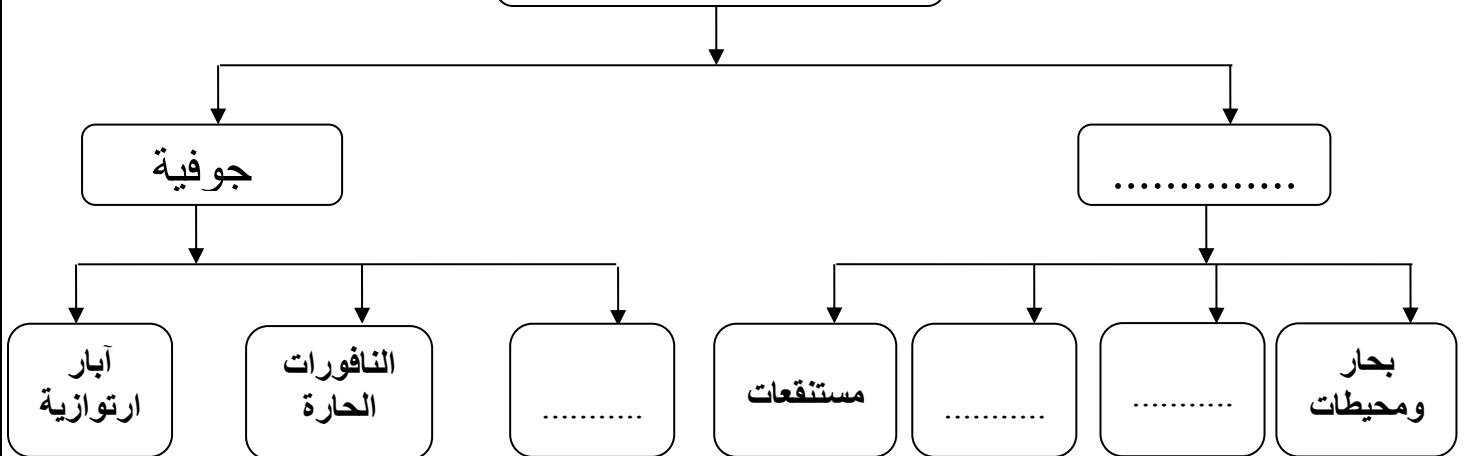 ..............
جوفية
بحار
ومحيطات
...........
...........
مستنقعات
...........
النافورات
الحارة
آبار
ارتوازية